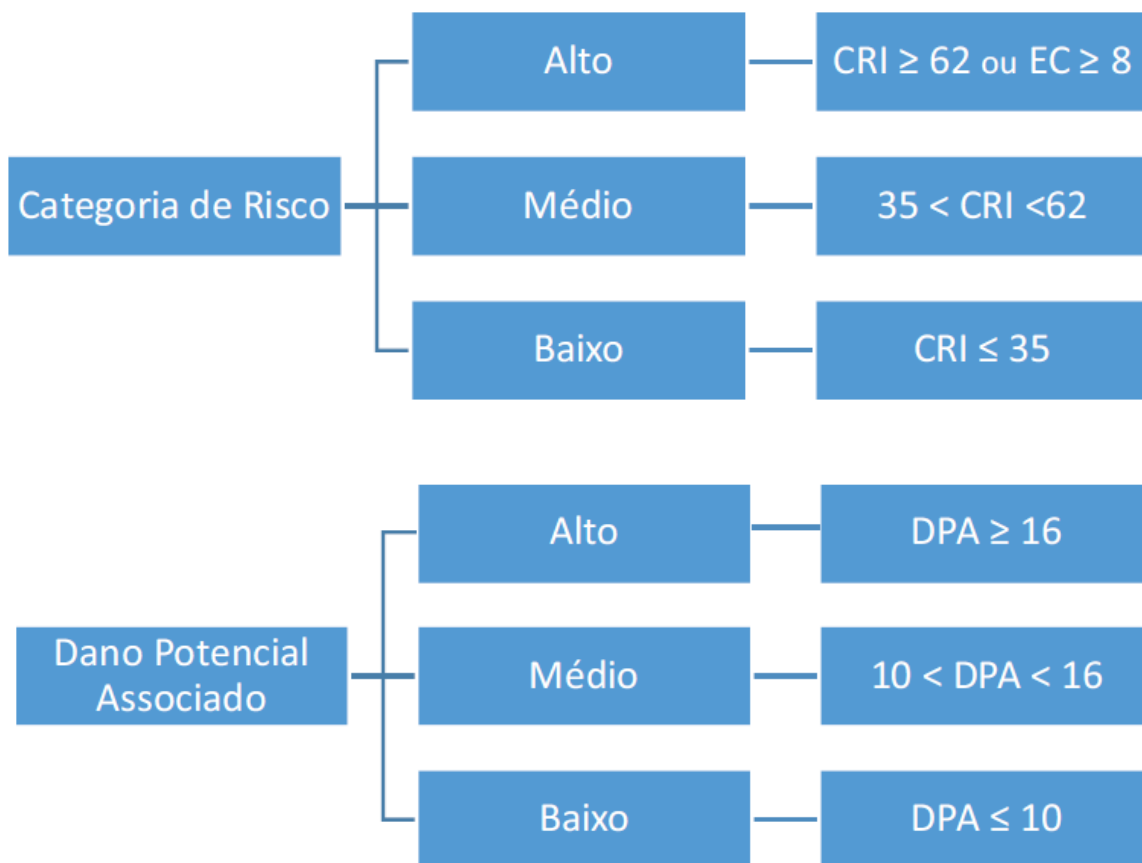 Alto
CRI ≥ 62 ou EC ≥ 8
Categoria de Risco
Médio
35 < CRI <62
Baixo
CRI ≤ 35
Alto
DPA ≥ 16
Dano Potencial
Associado
Médio
10 < DPA < 16
Baixo
DPA ≤ 10